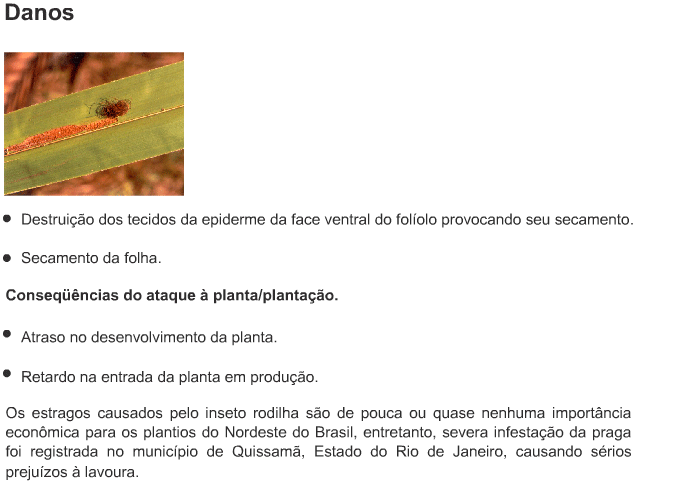 Danos
• Destruição dos tecidos da epiderme da face ventral do folíolo provocando seu secamento.
• Secamento da folha.
Conseqüências do ataque à planta/plantação.
• Atraso no desenvolvimento da planta.
• Retardo na entrada da planta em produção.
Os estragos causados pelo inseto rodilha são de pouca ou quase nenhuma importância
econômica para os plantios do Nordeste do Brasil, entretanto, severa infestação da praga
foi registrada no município de Quissamã, Estado do Rio de Janeiro, causando sérios
prejuízos à lavoura.